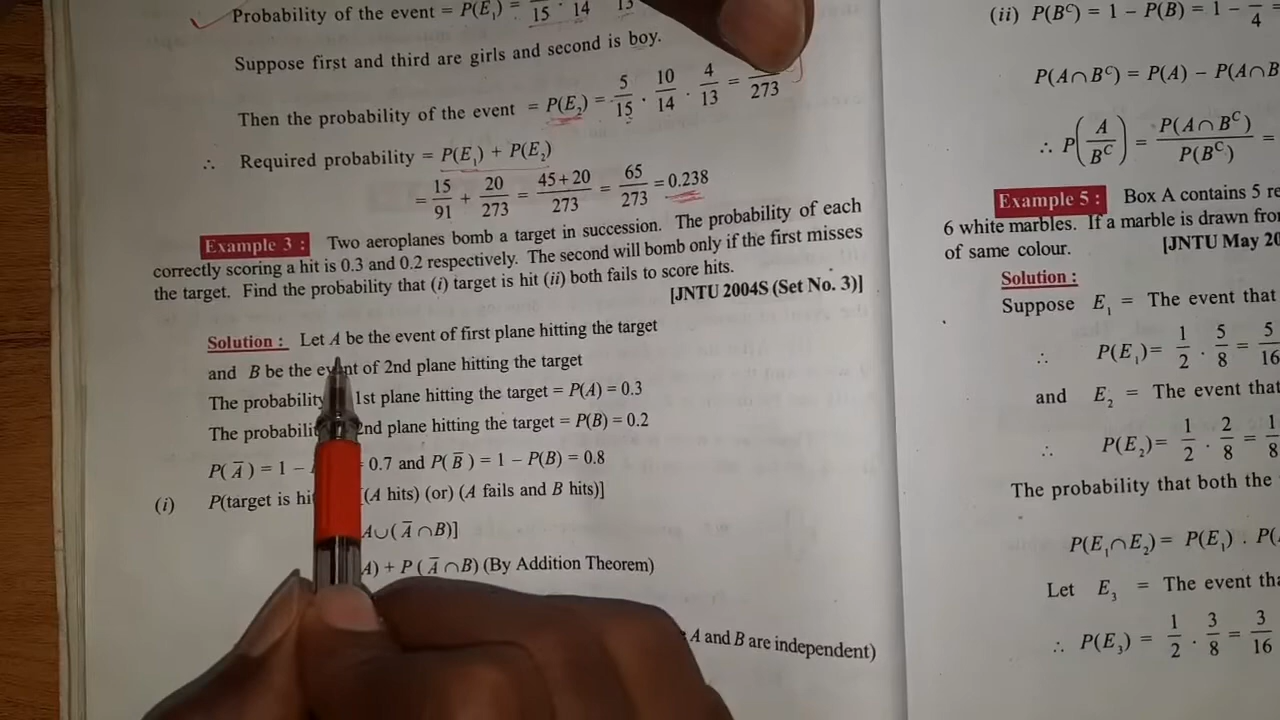 Probability of the event = P(E₁) = 15 · 14 13
Suppose first and third are girls and second is boy.
Then the probability of the event = P(E₂) = 5/15 · 10/14 · 4/13 = /273
∴ Required probability = P(E₁) + P(E₂)
= 15/91 + 20/273 = 45+20/273 = 65/273 = 0.238
Example 3 : Two aeroplanes bomb a target in succession. The probability of each
correctly scoring a hit is 0.3 and 0.2 respectively. The second will bomb only if the first misses
the target. Find the probability that (i) target is hit (ii) both fails to score hits.
[JNTU 2004S (Set No. 3)]
Solution : Let A be the event of first plane hitting the target
and B be the event of 2nd plane hitting the target
The probability 1st plane hitting the target = P(A) = 0.3
The probability 2nd plane hitting the target = P(B) = 0.2
P(A̅) = 1 – 0.7 and P(B̅) = 1 – P(B) = 0.8
(i) P(target is hit (A hits) (or) (A fails and B hits)]
A∪(A̅∩B)]
A) + P(A̅∩B) (By Addition Theorem)
A and B are independent)
(ii) P(Bᶜ) = 1 – P(B) = 1 – /4 =
P(A∩Bᶜ) = P(A) – P(A∩B
∴ P(A/Bᶜ) = P(A∩Bᶜ)/P(Bᶜ) =
Example 5 : Box A contains 5 re
6 white marbles. If a marble is drawn fro
of same colour. [JNTU May 20
Solution :
Suppose E₁ = The event that
∴ P(E₁) = 1/2 · 5/8 = 5/16
and E₂ = The event that
∴ P(E₂) = 1/2 · 2/8 = 1/8
The probability that both the
P(E₁∩E₂) = P(E₁) . P(
Let E₃ = The event tha
∴ P(E₃) = 1/2 · 3/8 = 3/16